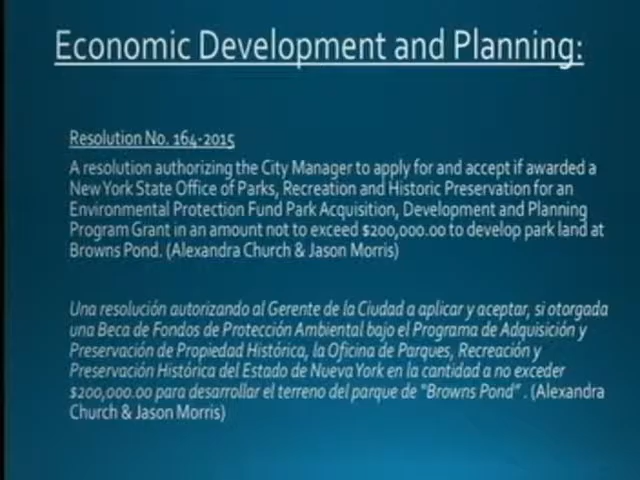 Economic Development and Planning:
Resolution No. 164-2015
A resolution authorizing the City Manager to apply for and accept if awarded a
New York State Office of Parks, Recreation and Historic Preservation for an
Environmental Protection Fund Park Acquisition, Development and Planning
Program Grant in an amount not to exceed $200,000.00 to develop park land at
Browns Pond. (Alexandra Church & Jason Morris)
Una resolución autorizando al Gerente de la Ciudad a aplicar y aceptar, si otorgada
una Beca de Fondos de Protección Ambiental bajo el Programa de Adquisición y
Preservación de Propiedad Histórica, la Oficina de Parques, Recreación y
Preservación Histórica del Estado de Nueva York en la cantidad a no exceder
$200,000.00 para desarrollar el terreno del parque de "Browns Pond" . (Alexandra
Church & Jason Morris)